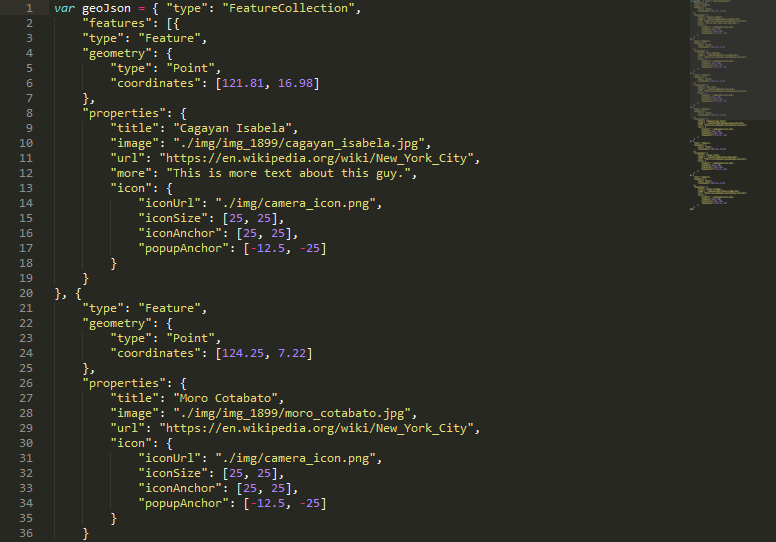 1 var geoJson = { "type": "FeatureCollection",
2     "features": [{
3     "type": "Feature",
4     "geometry": {
5         "type": "Point",
6         "coordinates": [121.81, 16.98]
7     },
8     "properties": {
9         "title": "Cagayan Isabela",
10         "image": "./img/img_1899/cagayan_isabela.jpg",
11         "url": "https://en.wikipedia.org/wiki/New_York_City",
12         "more": "This is more text about this guy.",
13         "icon": {
14             "iconUrl": "./img/camera_icon.png",
15             "iconSize": [25, 25],
16             "iconAnchor": [25, 25],
17             "popupAnchor": [-12.5, -25]
18         }
19     }
20 }, {
21     "type": "Feature",
22     "geometry": {
23         "type": "Point",
24         "coordinates": [124.25, 7.22]
25     },
26     "properties": {
27         "title": "Moro Cotabato",
28         "image": "./img/img_1899/moro_cotabato.jpg",
29         "url": "https://en.wikipedia.org/wiki/New_York_City",
30         "icon": {
31             "iconUrl": "./img/camera_icon.png",
32             "iconSize": [25, 25],
33             "iconAnchor": [25, 25],
34             "popupAnchor": [-12.5, -25]
35         }
36     }